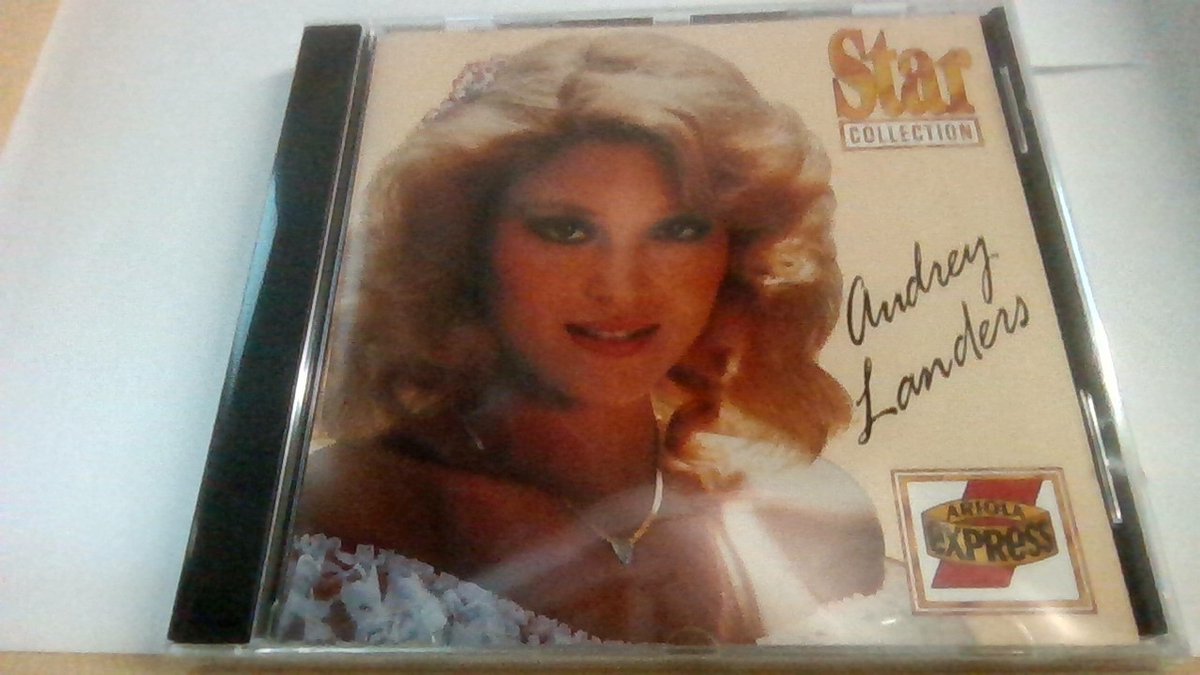 Star
COLLECTION
Audrey
Landers
ARIOLA
EXPRESS